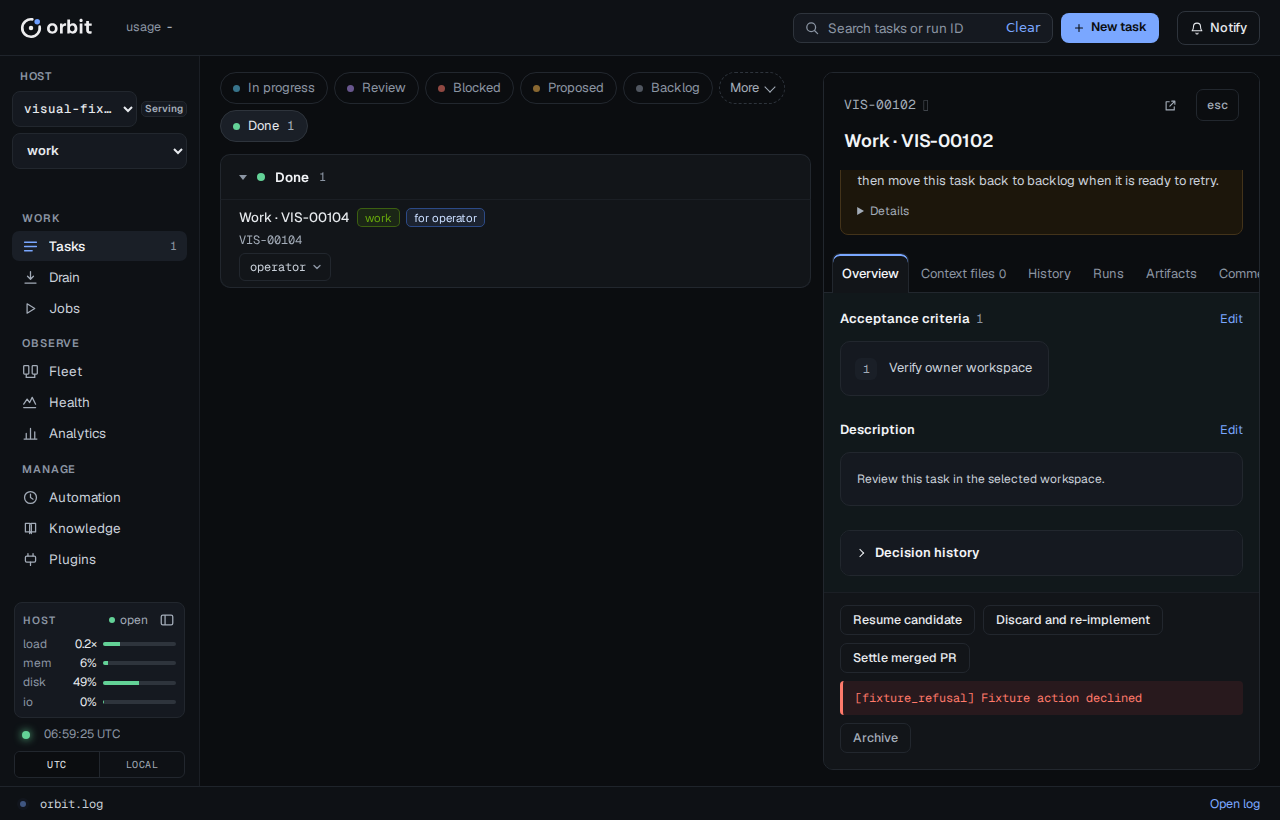 orbit
usage –
Search tasks or run ID
Clear
+ New task
Notify
HOST
visual-fix…
Serving
work
WORK
Tasks 1
Drain
Jobs
OBSERVE
Fleet
Health
Analytics
MANAGE
Automation
Knowledge
Plugins
HOST
open
load 0.2×
mem 6%
disk 49%
io 0%
06:59:25 UTC
UTC
LOCAL
In progress
Review
Blocked
Proposed
Backlog
More
Done 1
Done 1
Work · VIS-00104 work for operator
VIS-00104
operator
VIS-00102
esc
Work · VIS-00102
then move this task back to backlog when it is ready to retry.
Details
Overview
Context files 0
History
Runs
Artifacts
Comme
Acceptance criteria 1
Edit
1 Verify owner workspace
Description
Edit
Review this task in the selected workspace.
Decision history
Resume candidate
Discard and re-implement
Settle merged PR
[fixture_refusal] Fixture action declined
Archive
orbit.log
Open log